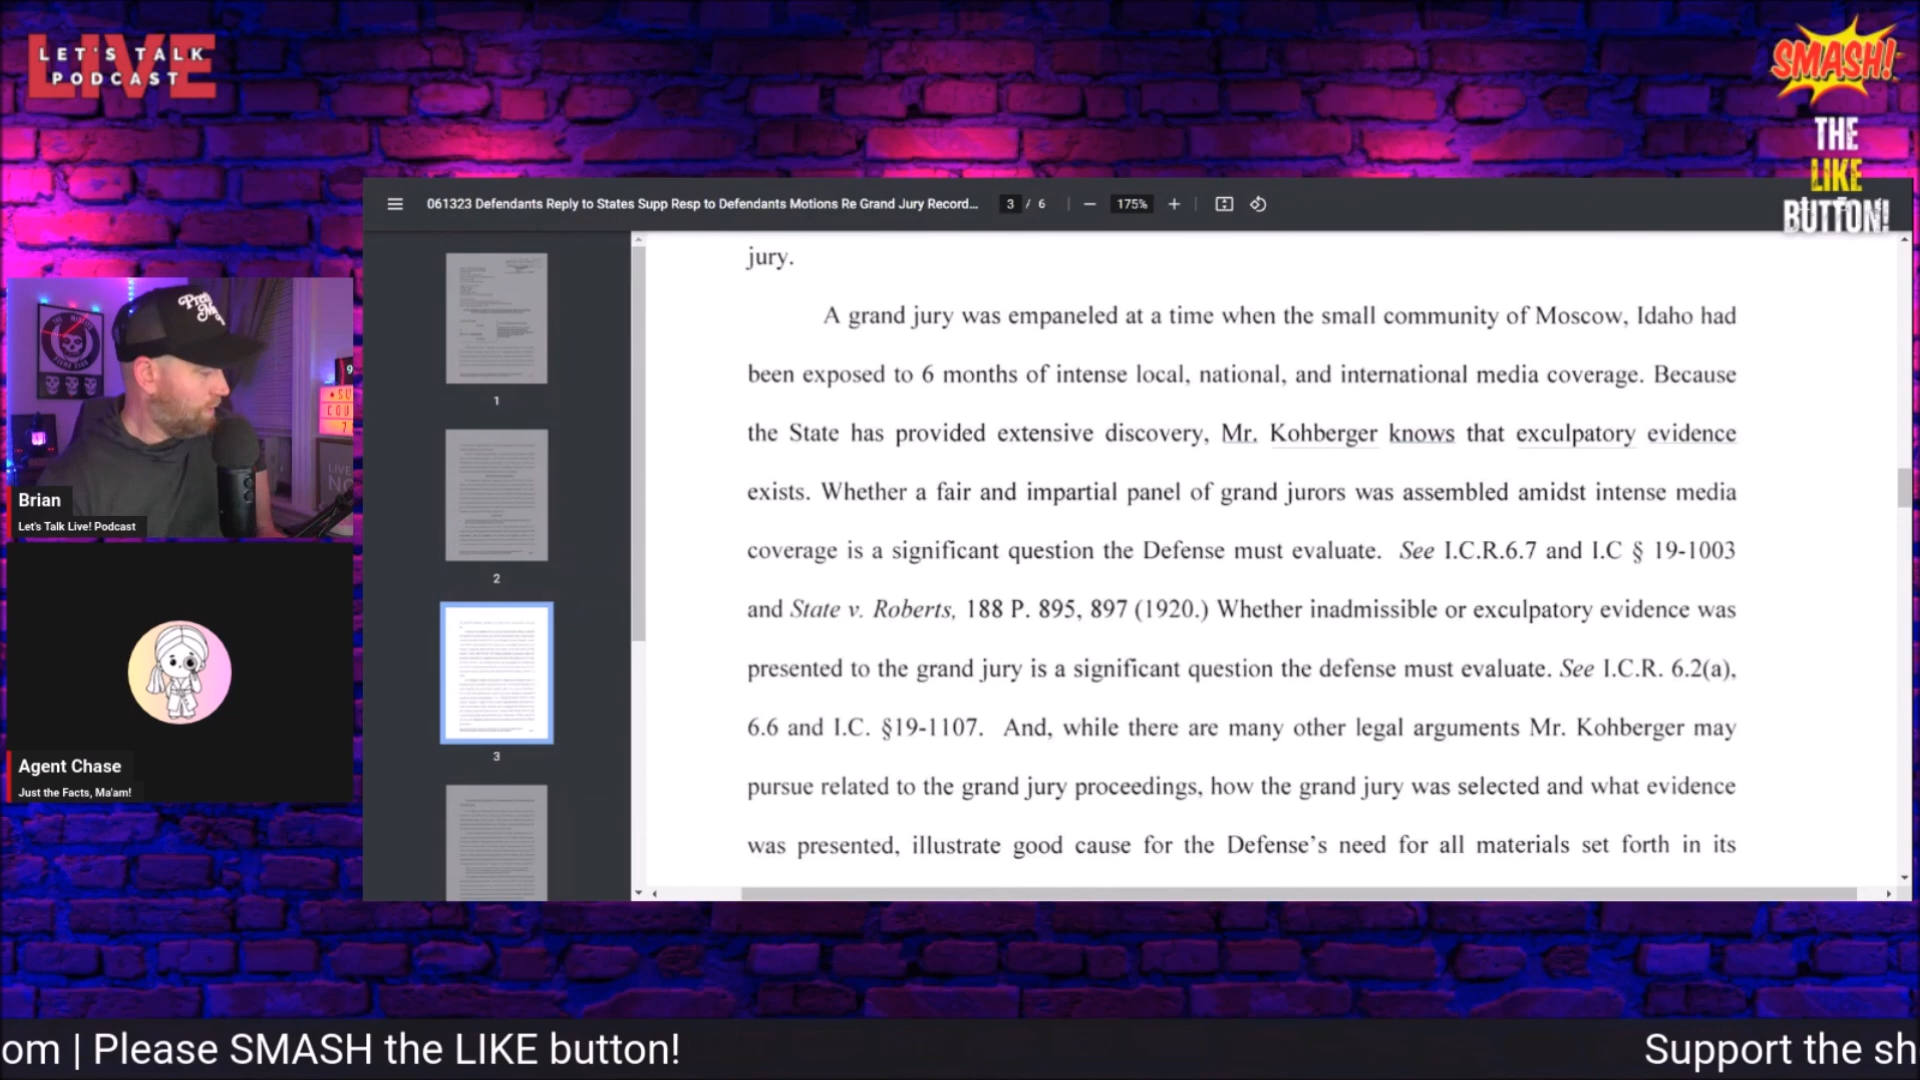 LET'S TALK
LIVE
PODCAST
SMASH!
THE
LIKE
BUTTON!
061323 Defendants Reply to States Supp Resp to Defendants Motions Re Grand Jury Record...
3 / 6
175%
jury.
A grand jury was empaneled at a time when the small community of Moscow, Idaho had
been exposed to 6 months of intense local, national, and international media coverage. Because
the State has provided extensive discovery, Mr. Kohberger knows that exculpatory evidence
exists. Whether a fair and impartial panel of grand jurors was assembled amidst intense media
coverage is a significant question the Defense must evaluate. See I.C.R.6.7 and I.C § 19-1003
and State v. Roberts, 188 P. 895, 897 (1920.) Whether inadmissible or exculpatory evidence was
presented to the grand jury is a significant question the defense must evaluate. See I.C.R. 6.2(a),
6.6 and I.C. §19-1107. And, while there are many other legal arguments Mr. Kohberger may
pursue related to the grand jury proceedings, how the grand jury was selected and what evidence
was presented, illustrate good cause for the Defense's need for all materials set forth in its
1
2
3
Brian
Let's Talk Live! Podcast
Agent Chase
Just the Facts, Ma'am!
om | Please SMASH the LIKE button!
Support the sh